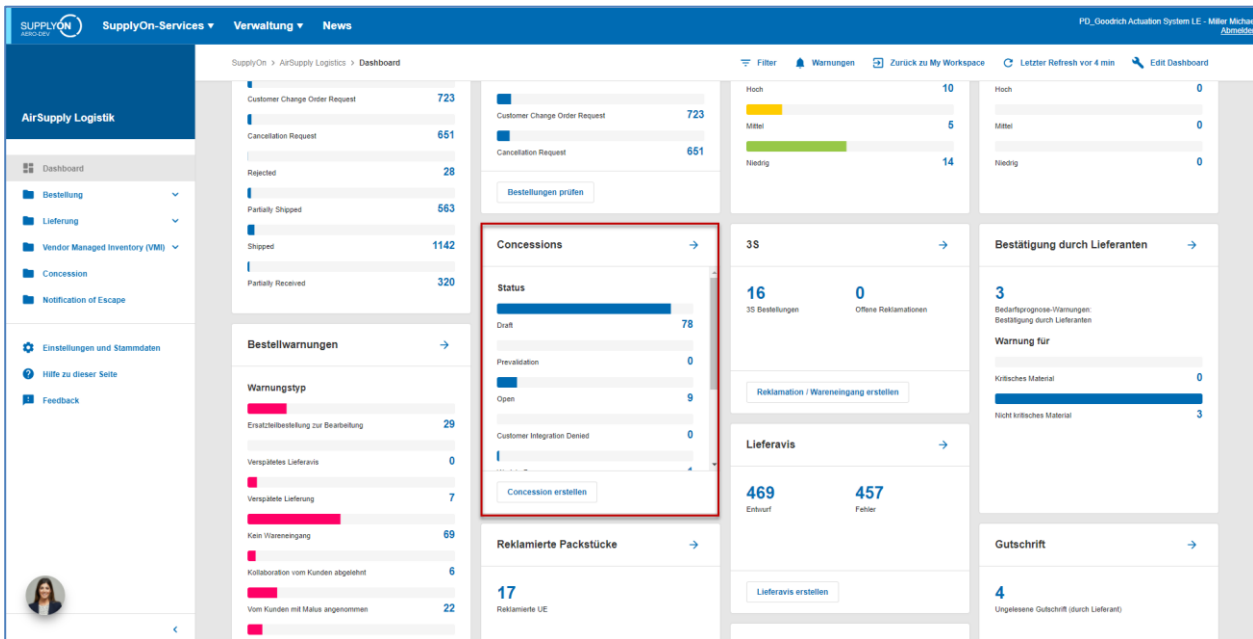 SUPPLYON
AERO-DEV
SupplyOn-Services
Verwaltung
News
PD_Goodrich Actuation System LE - Miller Michae
Abmelden
SupplyOn > AirSupply Logistics > Dashboard
Filter
Warnungen
Zurück zu My Workspace
Letzter Refresh vor 4 min
Edit Dashboard
AirSupply Logistik
Dashboard
Bestellung
Lieferung
Vendor Managed Inventory (VMI)
Concession
Notification of Escape
Einstellungen und Stammdaten
Hilfe zu dieser Seite
Feedback
Customer Change Order Request 723
Cancellation Request 651
Rejected 28
Partially Shipped 563
Shipped 1142
Partially Received 320
Bestellwarnungen
Warnungstyp
Ersatzteilbestellung zur Bearbeitung 29
Verspätetes Lieferavis 0
Verspätete Lieferung 7
Kein Wareneingang 69
Kollaboration vom Kunden abgelehnt 6
Vom Kunden mit Malus angenommen 22
Customer Change Order Request 723
Cancellation Request 651
Bestellungen prüfen
Concessions
Status
Draft 78
Prevalidation 0
Open 9
Customer Integration Denied 0
Concession erstellen
Reklamierte Packstücke
17
Reklamierte UE
Hoch 10
Mittel 5
Niedrig 14
3S
16 0
3S Bestellungen Offene Reklamationen
Reklamation / Wareneingang erstellen
Lieferavis
469 457
Entwurf Fehler
Lieferavis erstellen
Hoch 0
Mittel 0
Niedrig 0
Bestätigung durch Lieferanten
3
Bedarfsprognose-Warnungen:
Bestätigung durch Lieferanten
Warnung für
Kritisches Material 0
Nicht kritisches Material 3
Gutschrift
4
Ungelesene Gutschrift (durch Lieferant)